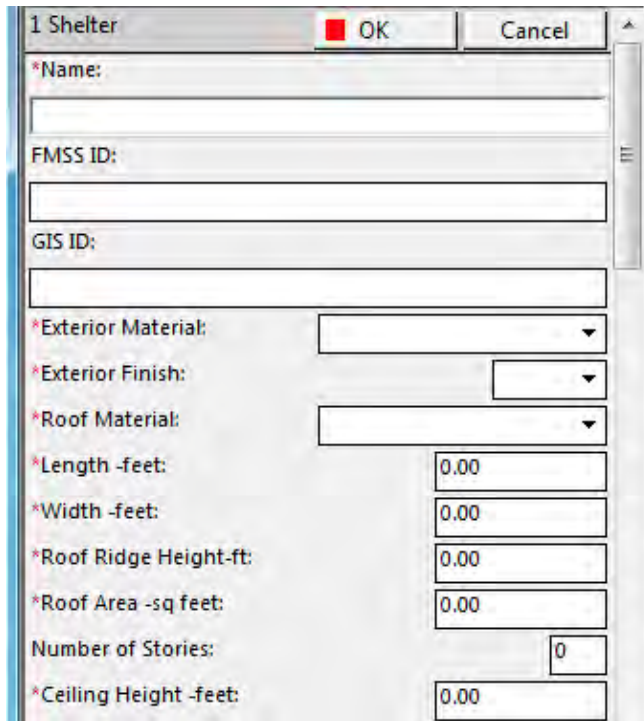 1 Shelter OK Cancel
*Name:
FMSS ID:
GIS ID:
*Exterior Material:
*Exterior Finish:
*Roof Material:
*Length -feet: 0.00
*Width -feet: 0.00
*Roof Ridge Height-ft: 0.00
*Roof Area -sq feet: 0.00
Number of Stories: 0
*Ceiling Height -feet: 0.00